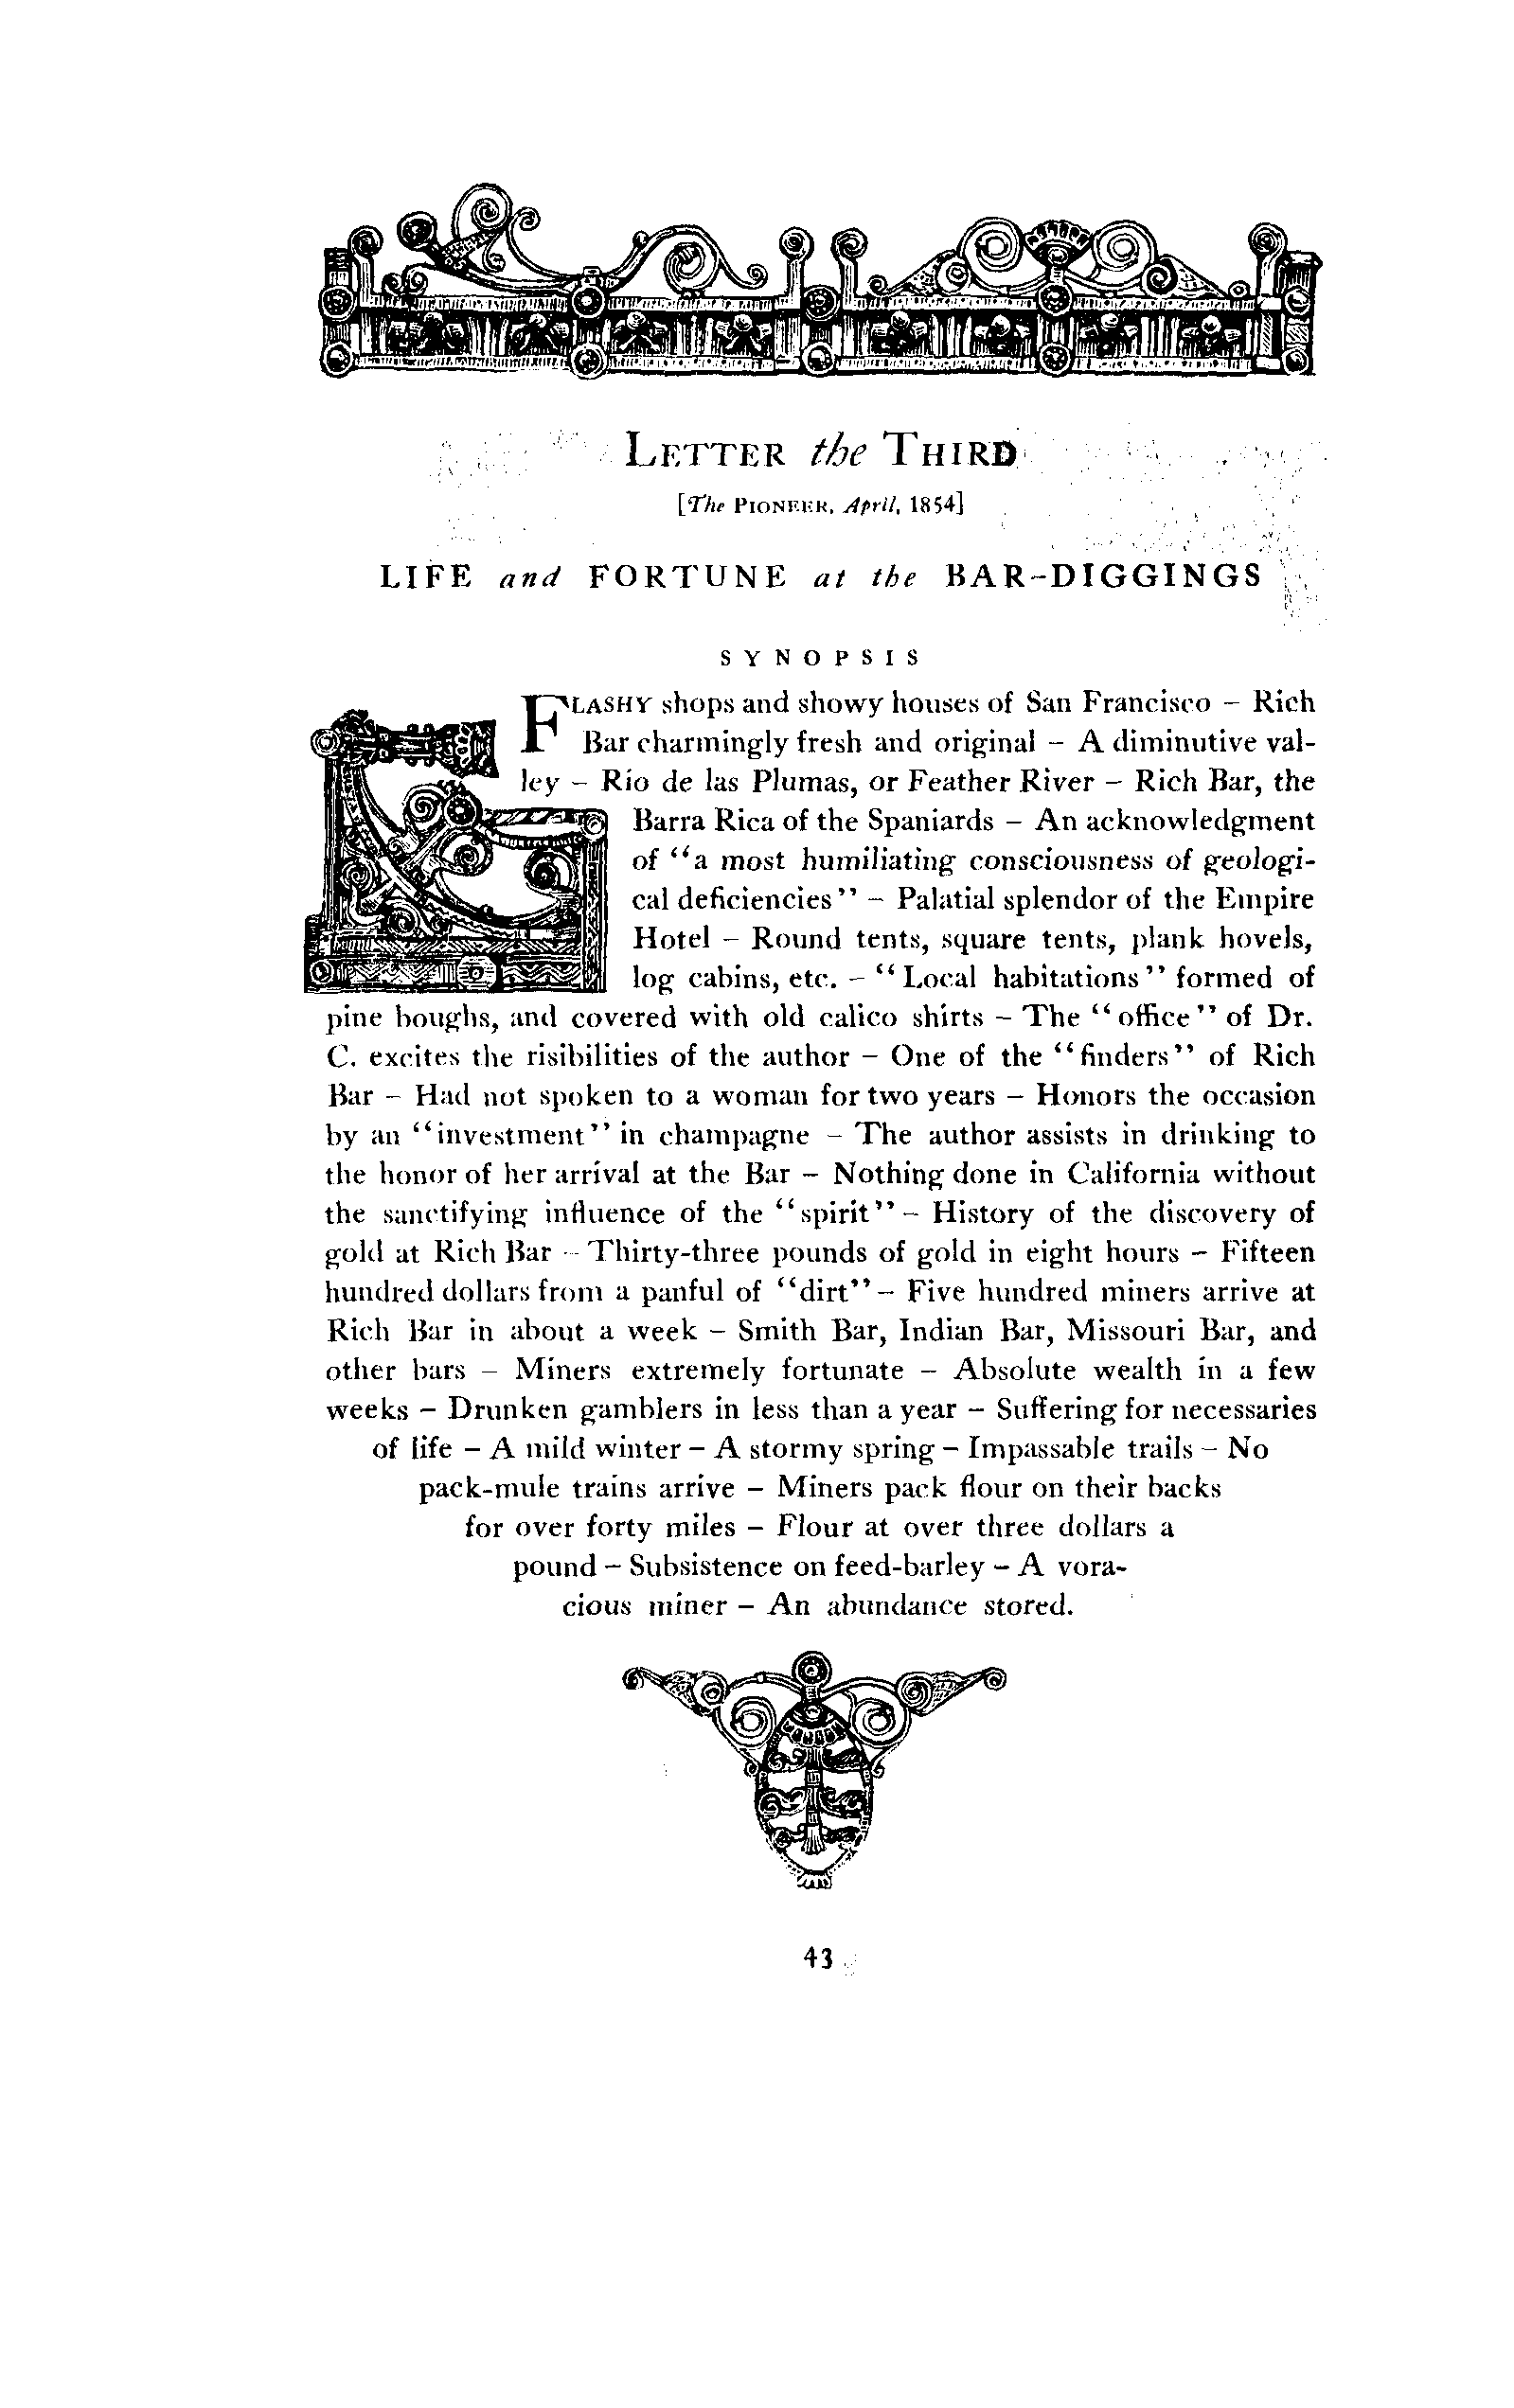 LETTER the THIRD
[The PIONEER, April, 1854]
LIFE and FORTUNE at the BAR-DIGGINGS
SYNOPSIS
FLASHY shops and showy houses of San Francisco – Rich
Bar charmingly fresh and original – A diminutive val-
ley – Rio de las Plumas, or Feather River – Rich Bar, the
Barra Rica of the Spaniards – An acknowledgment
of “a most humiliating consciousness of geologi-
cal deficiencies” – Palatial splendor of the Empire
Hotel – Round tents, square tents, plank hovels,
log cabins, etc. – “Local habitations” formed of
pine boughs, and covered with old calico shirts – The “office” of Dr.
C. excites the risibilities of the author – One of the “finders” of Rich
Bar – Had not spoken to a woman for two years – Honors the occasion
by an “investment” in champagne – The author assists in drinking to
the honor of her arrival at the Bar – Nothing done in California without
the sanctifying influence of the “spirit” – History of the discovery of
gold at Rich Bar – Thirty-three pounds of gold in eight hours – Fifteen
hundred dollars from a panful of “dirt” – Five hundred miners arrive at
Rich Bar in about a week – Smith Bar, Indian Bar, Missouri Bar, and
other bars – Miners extremely fortunate – Absolute wealth in a few
weeks – Drunken gamblers in less than a year – Suffering for necessaries
of life – A mild winter – A stormy spring – Impassable trails – No
pack-mule trains arrive – Miners pack flour on their backs
for over forty miles – Flour at over three dollars a
pound – Subsistence on feed-barley – A vora-
cious miner – An abundance stored.
43